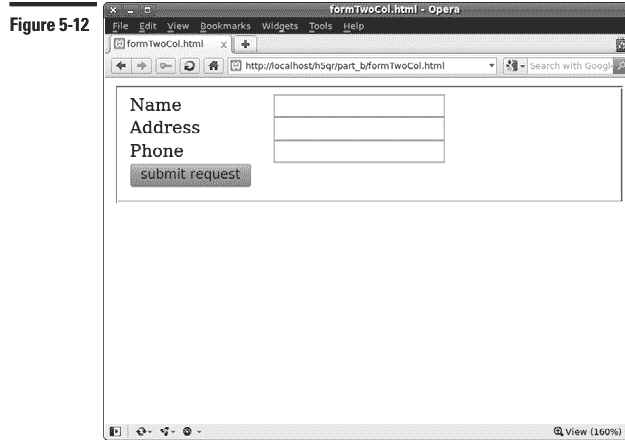 Figure 5-12
formTwoCol.html - Opera
File Edit View Bookmarks Widgets Tools Help
formTwoCol.html x
http://localhost/h5qr/part_b/formTwoCol.html
Search with Googl
Name
Address
Phone
submit request
View (160%)